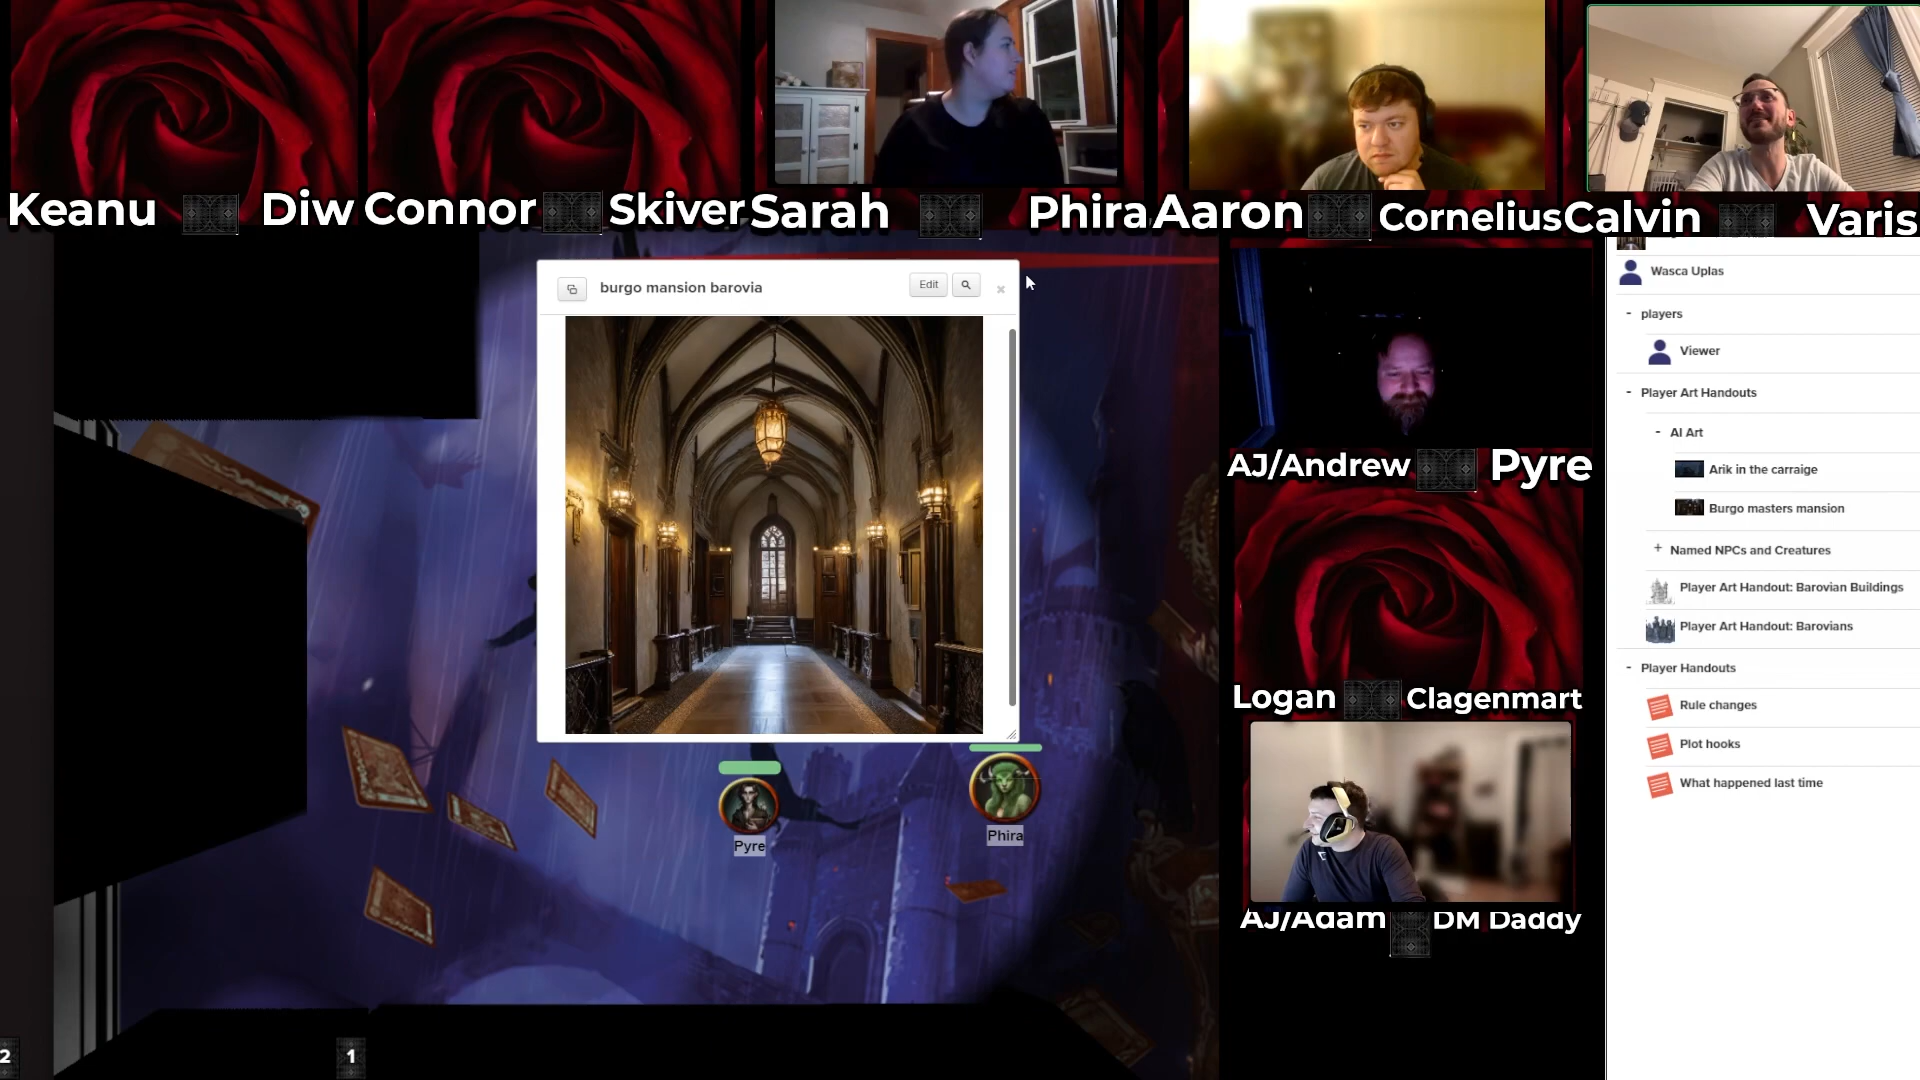 Keanu Diw
Connor Skiver
Sarah Phira
Aaron Cornelius
Calvin Varis
burgo mansion barovia
Edit
Pyre
Phira
2
1
AJ/Andrew Pyre
Logan Clagenmart
AJ/Adam DM Daddy
Wasca Uplas
- players
Viewer
- Player Art Handouts
- AI Art
Arik in the carraige
Burgo masters mansion
+ Named NPCs and Creatures
Player Art Handout: Barovian Buildings
Player Art Handout: Barovians
- Player Handouts
Rule changes
Plot hooks
What happened last time